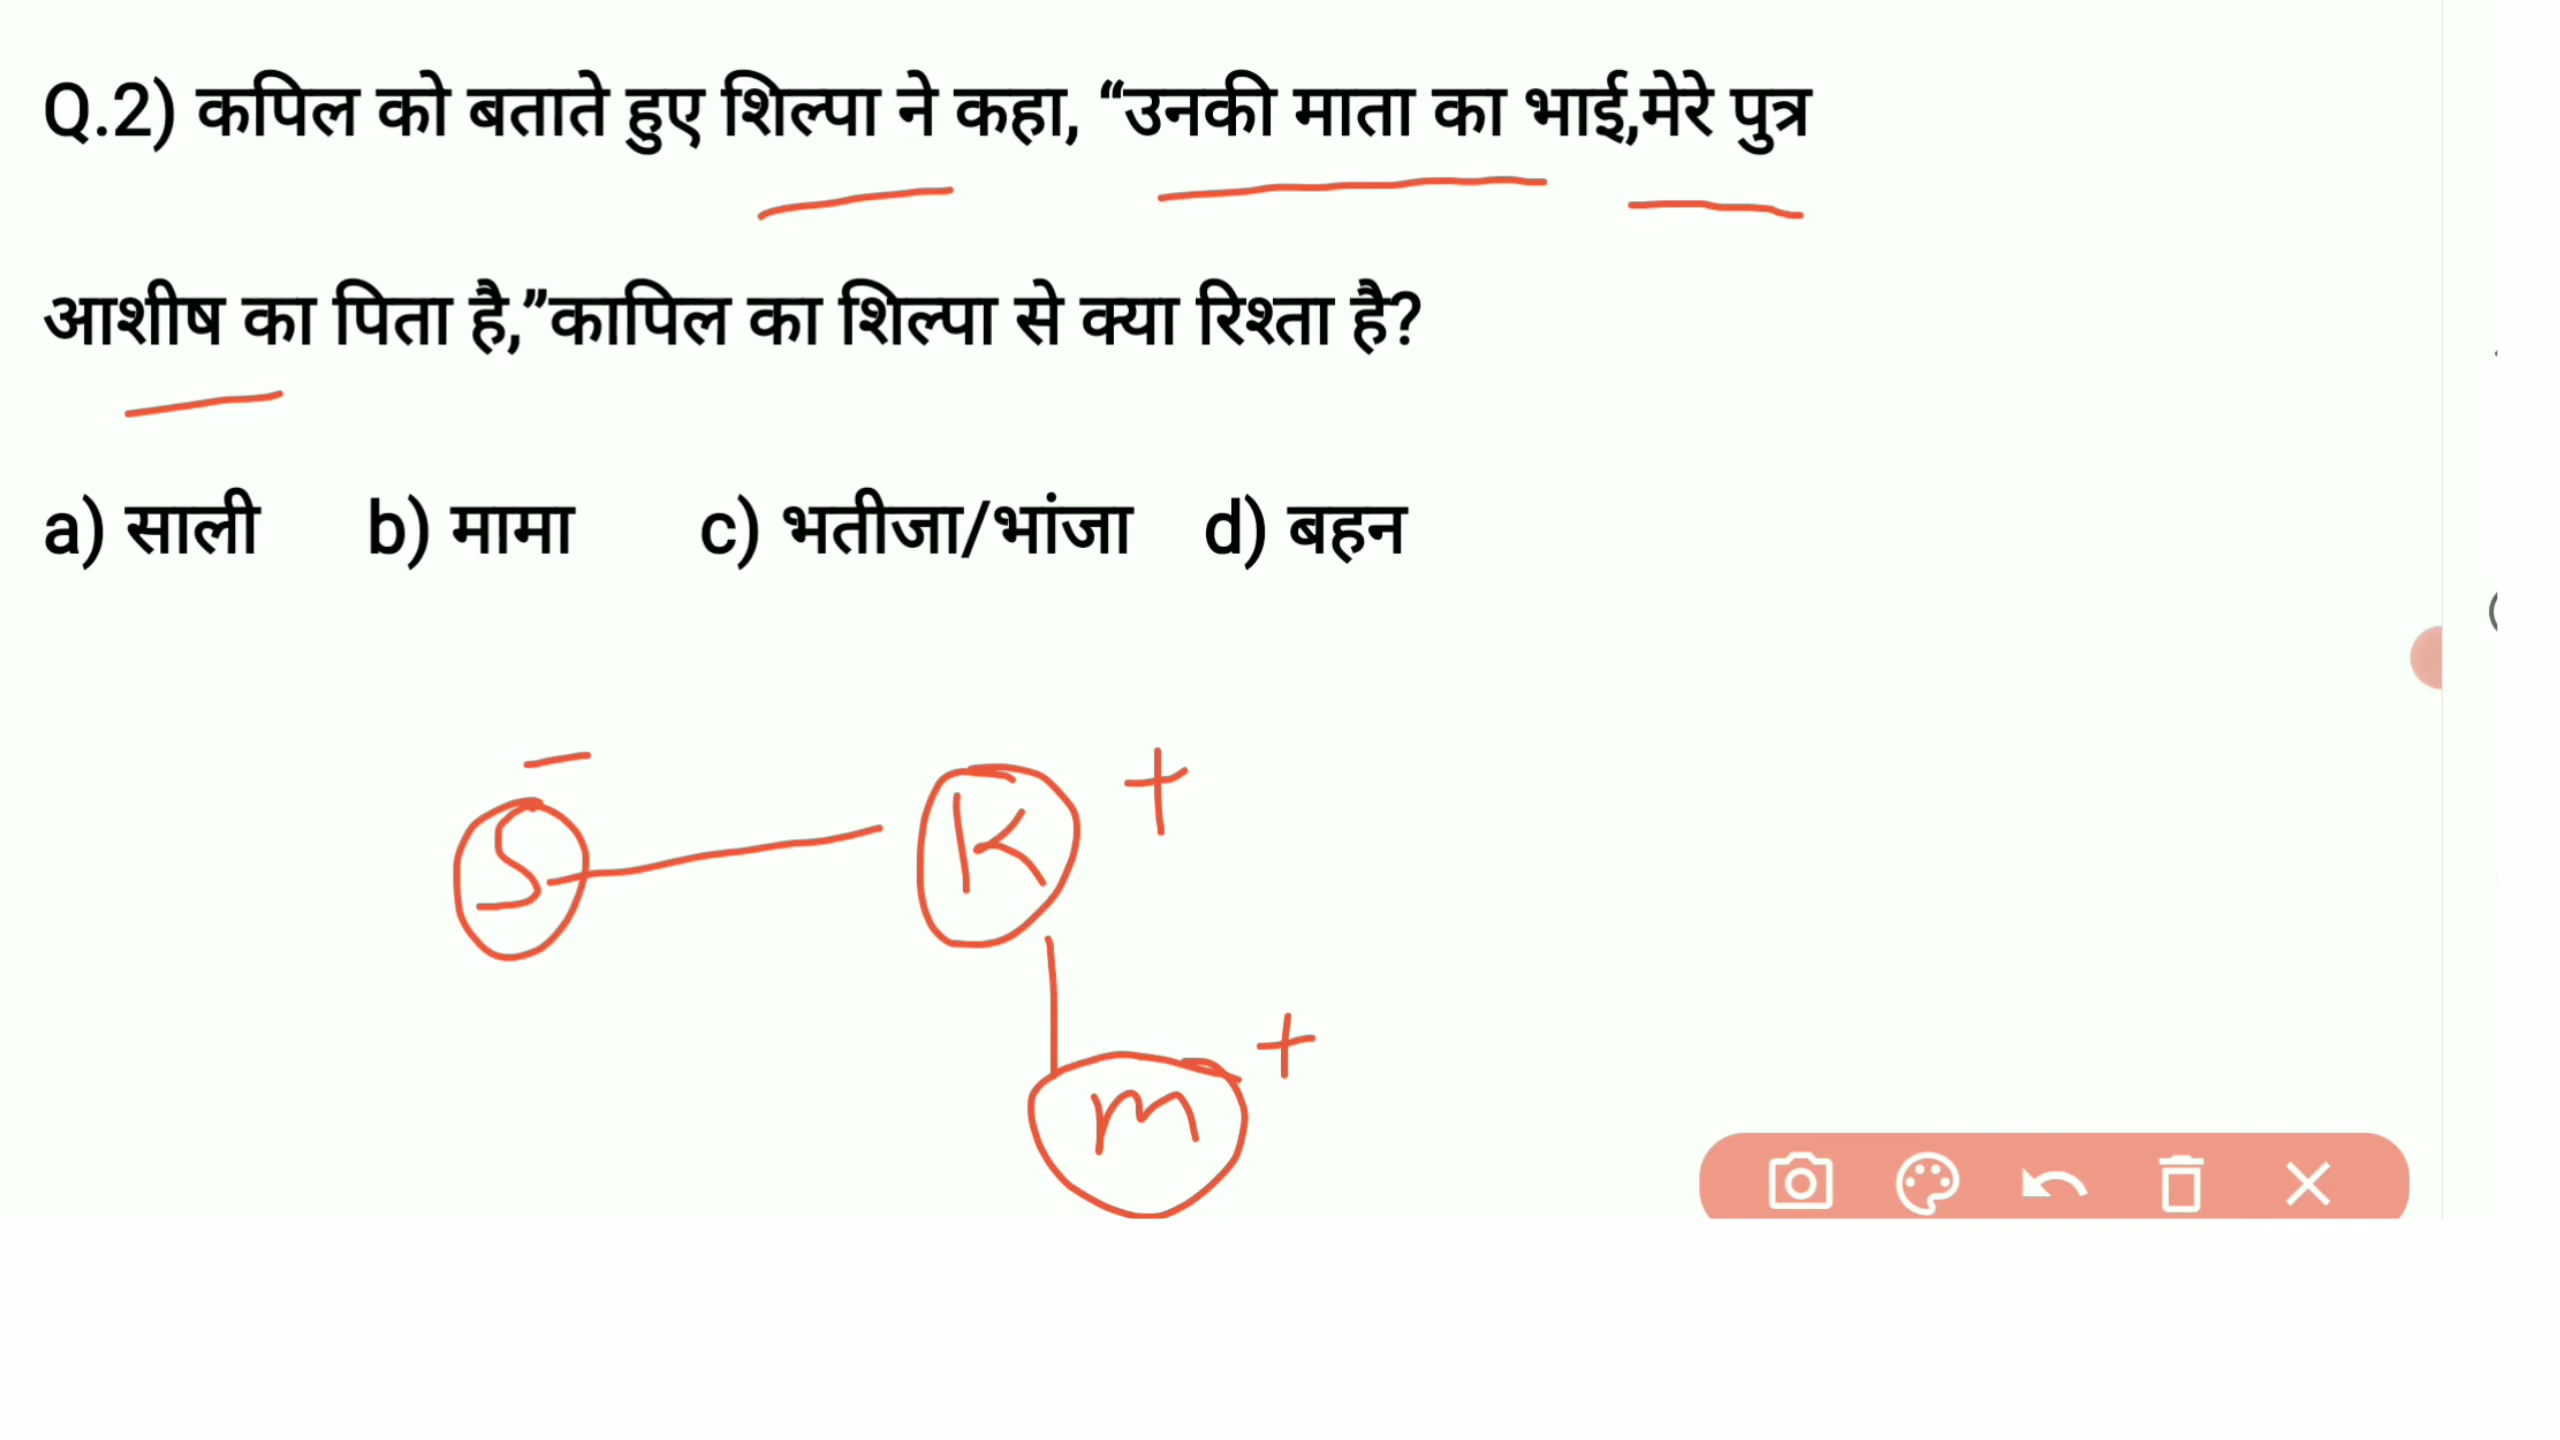 Q.2) कपिल को बताते हुए शिल्पा ने कहा, “उनकी माता का भाई,मेरे पुत्र
आशीष का पिता है,”कापिल का शिल्पा से क्या रिश्ता है?
a) साली b) मामा c) भतीजा/भांजा d) बहन
− +
S K
+
m